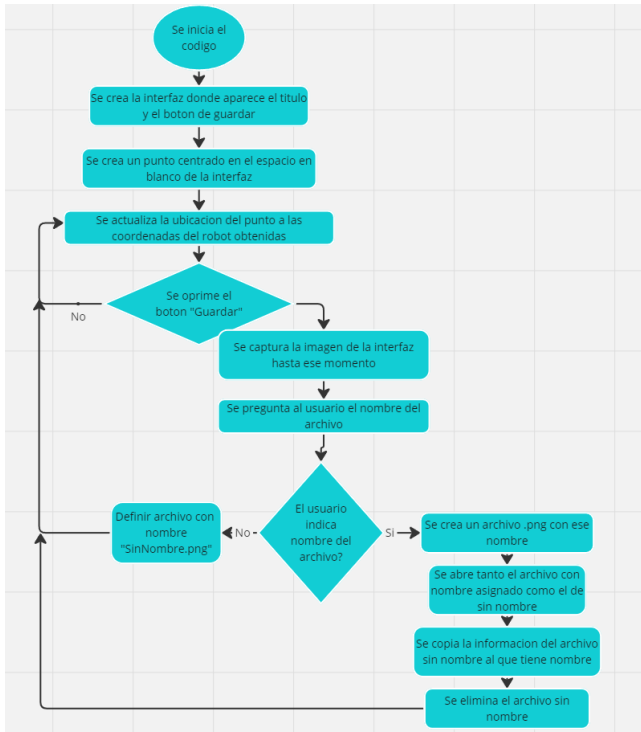 Se inicia el
codigo
Se crea la interfaz donde aparece el titulo
y el boton de guardar
Se crea un punto centrado en el espacio en
blanco de la interfaz
Se actualiza la ubicacion del punto a las
coordenadas del robot obtenidas
Se oprime el
boton "Guardar"
No
Se captura la imagen de la interfaz
hasta ese momento
Se pregunta al usuario el nombre del
archivo
El usuario
indica
nombre del
archivo?
No
Definir archivo con
nombre
"SinNombre.png"
Si
Se crea un archivo .png con ese
nombre
Se abre tanto el archivo con
nombre asignado como el de
sin nombre
Se copia la informacion del archivo
sin nombre al que tiene nombre
Se elimina el archivo sin
nombre